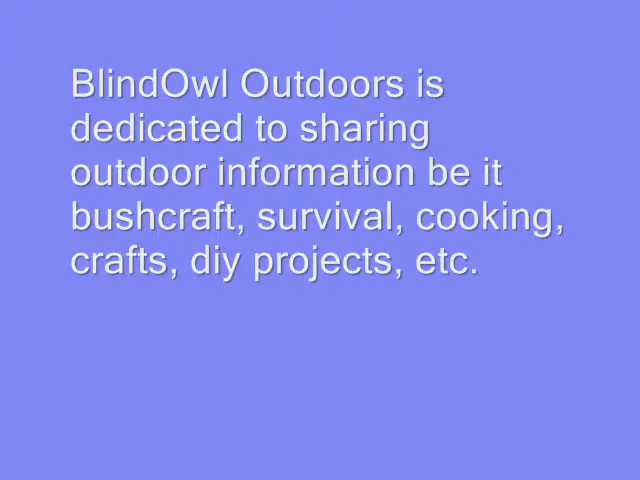 BlindOwl Outdoors is
dedicated to sharing
outdoor information be it
bushcraft, survival, cooking,
crafts, diy projects, etc.